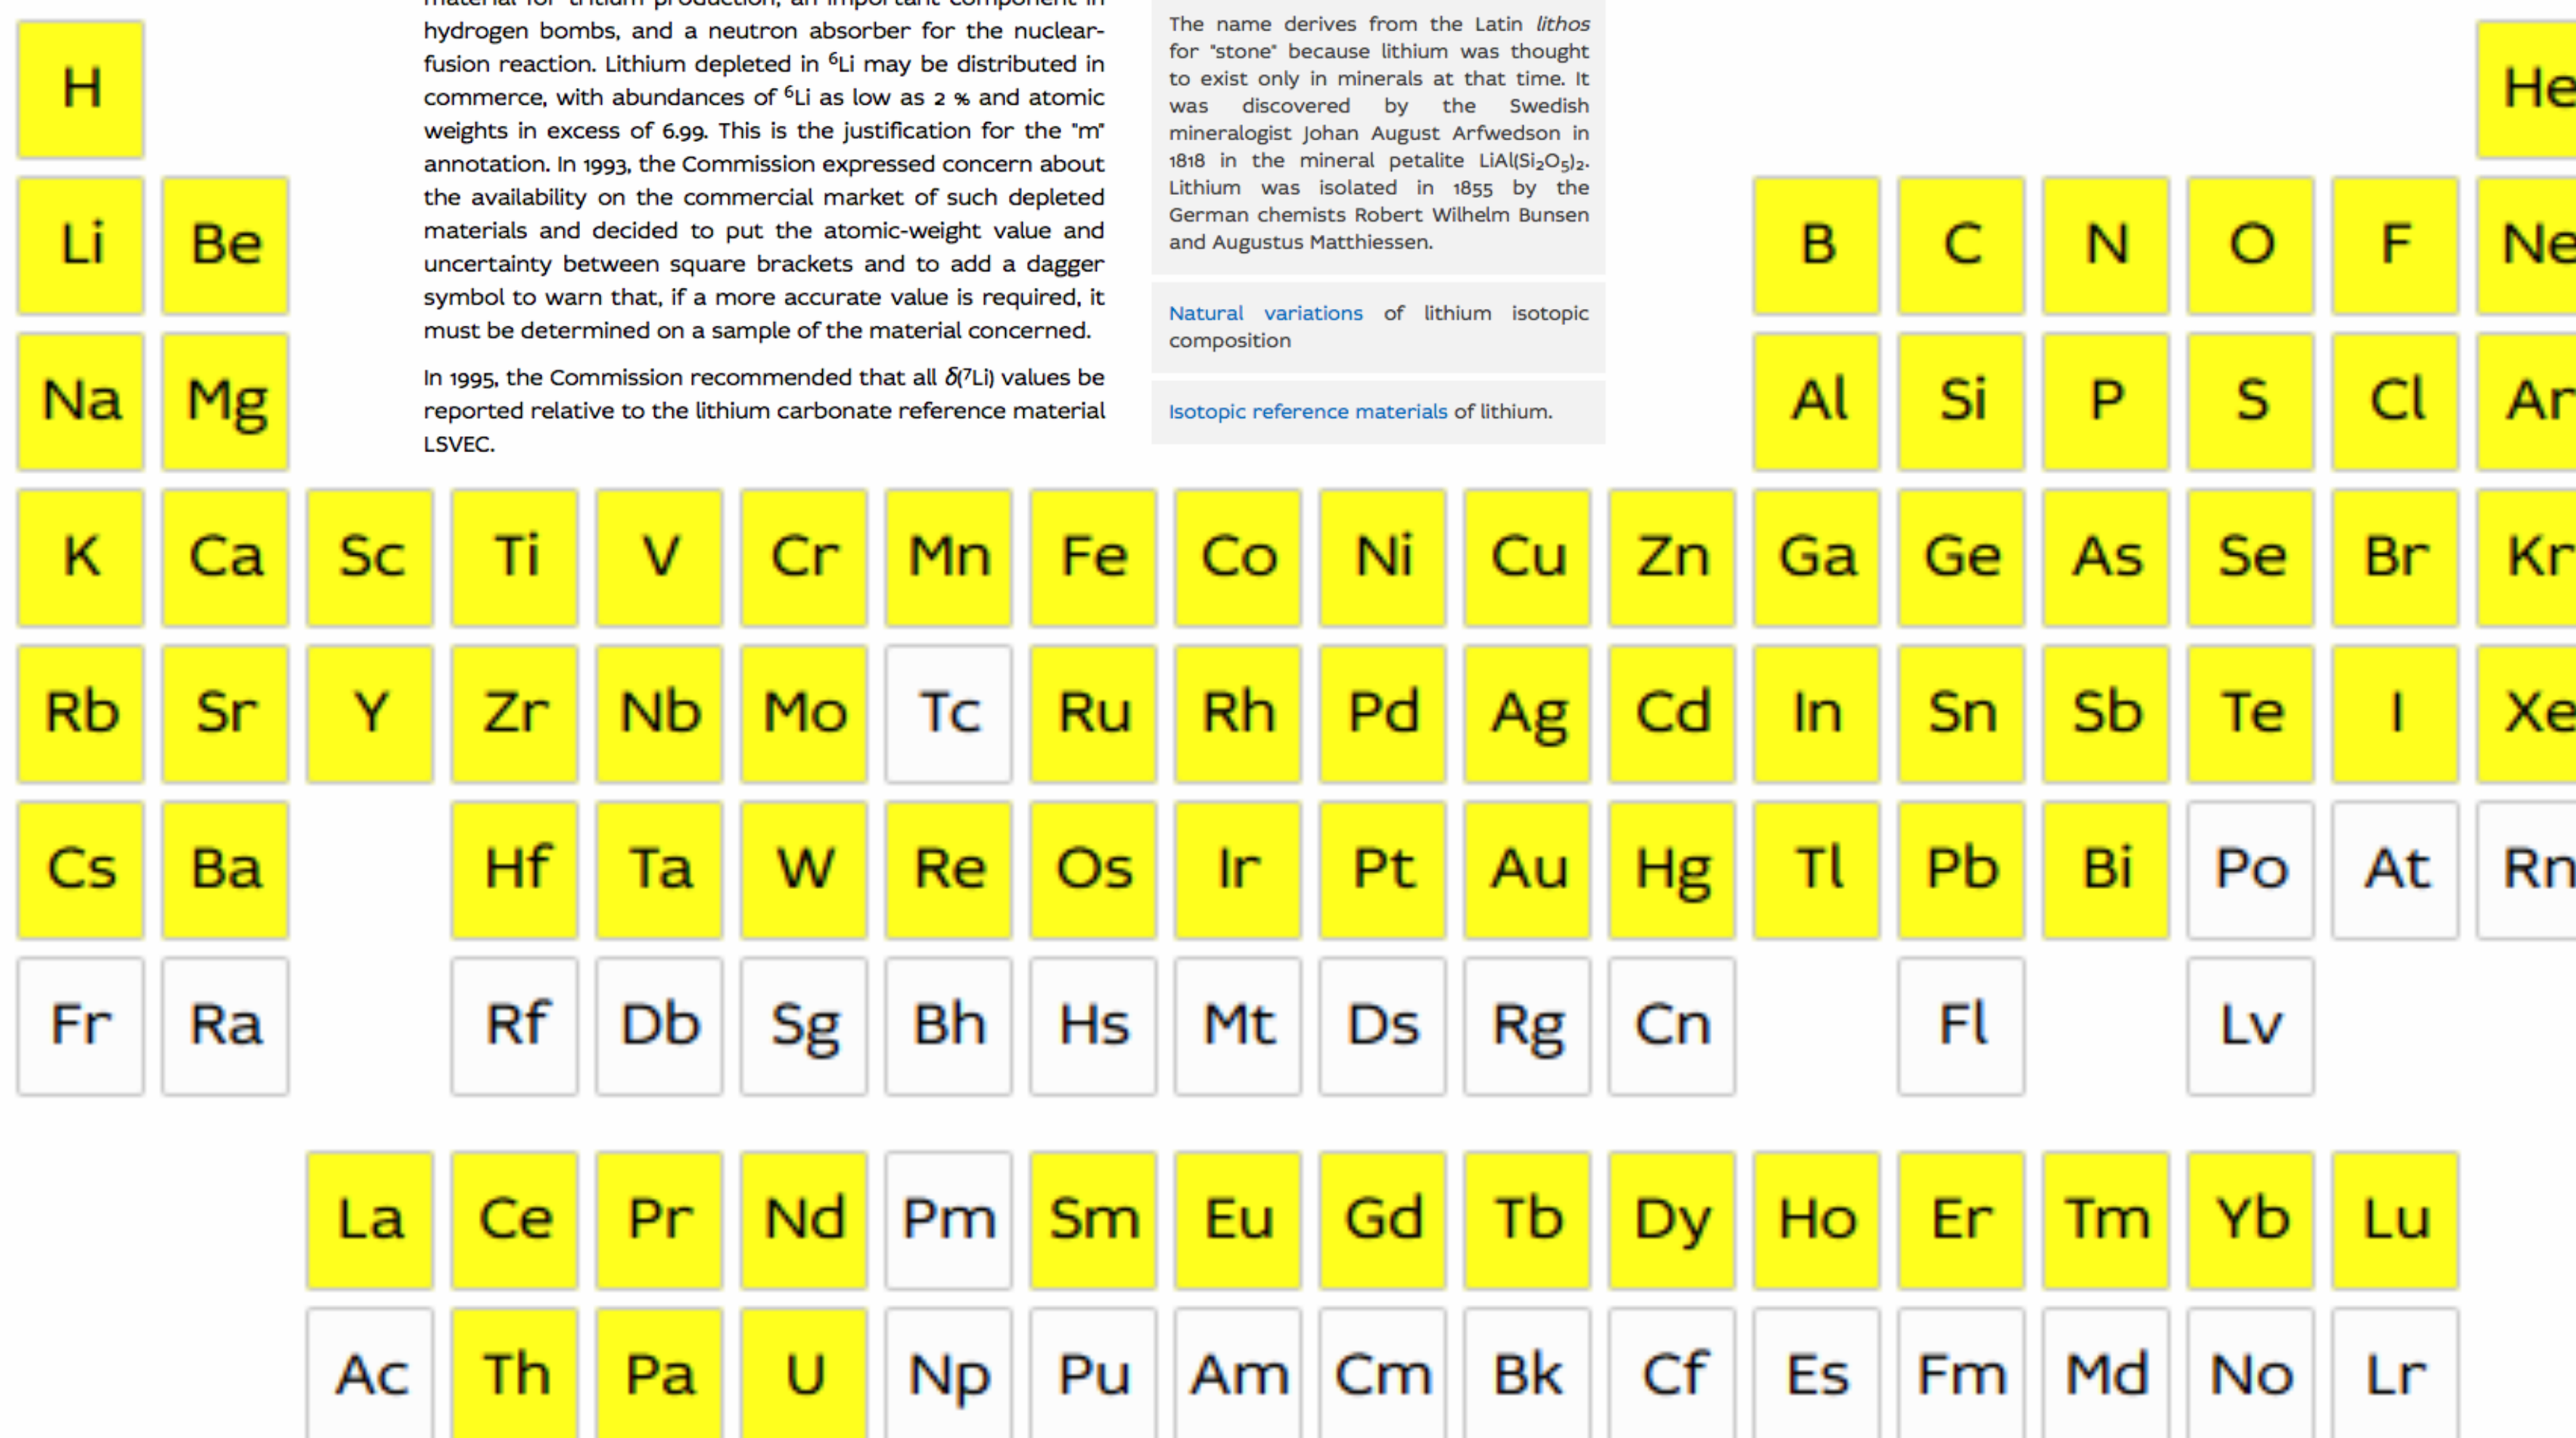 material for tritium production, an important component in
hydrogen bombs, and a neutron absorber for the nuclear-
fusion reaction. Lithium depleted in ⁶Li may be distributed in
commerce, with abundances of ⁶Li as low as 2 % and atomic
weights in excess of 6.99. This is the justification for the "m"
annotation. In 1993, the Commission expressed concern about
the availability on the commercial market of such depleted
materials and decided to put the atomic-weight value and
uncertainty between square brackets and to add a dagger
symbol to warn that, if a more accurate value is required, it
must be determined on a sample of the material concerned.
In 1995, the Commission recommended that all δ(⁷Li) values be
reported relative to the lithium carbonate reference material
LSVEC.
The name derives from the Latin lithos
for "stone" because lithium was thought
to exist only in minerals at that time. It
was discovered by the Swedish
mineralogist Johan August Arfwedson in
1818 in the mineral petalite LiAl(Si₂O₅)₂.
Lithium was isolated in 1855 by the
German chemists Robert Wilhelm Bunsen
and Augustus Matthiessen.
Natural variations of lithium isotopic
composition
Isotopic reference materials of lithium.
H He
Li Be B C N O F Ne
Na Mg Al Si P S Cl Ar
K Ca Sc Ti V Cr Mn Fe Co Ni Cu Zn Ga Ge As Se Br Kr
Rb Sr Y Zr Nb Mo Tc Ru Rh Pd Ag Cd In Sn Sb Te I Xe
Cs Ba Hf Ta W Re Os Ir Pt Au Hg Tl Pb Bi Po At Rn
Fr Ra Rf Db Sg Bh Hs Mt Ds Rg Cn Fl Lv
La Ce Pr Nd Pm Sm Eu Gd Tb Dy Ho Er Tm Yb Lu
Ac Th Pa U Np Pu Am Cm Bk Cf Es Fm Md No Lr